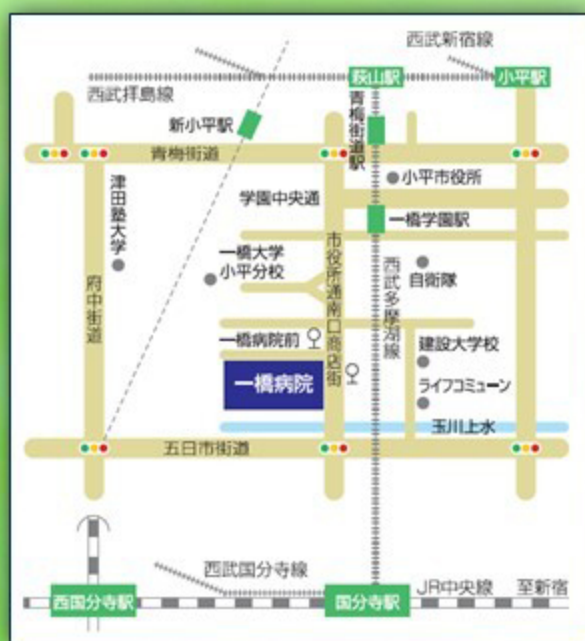 西武新宿線
萩山駅
小平駅
西武拝島線
新小平駅
青梅街道駅
青梅街道
小平市役所
津田塾大学
学園中央通
一橋学園駅
一橋大学
小平分校
市役所通南口商店街
西武多摩湖線
自衛隊
府中街道
一橋病院前
建設大学校
一橋病院
ライフコミューン
玉川上水
五日市街道
西武国分寺線
JR中央線
至新宿
西国分寺駅
国分寺駅